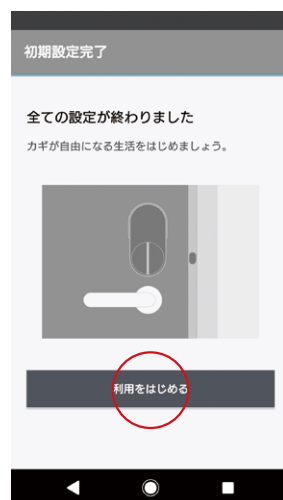 初期設定完了
全ての設定が終わりました
カギが自由になる生活をはじめましょう。
利用をはじめる